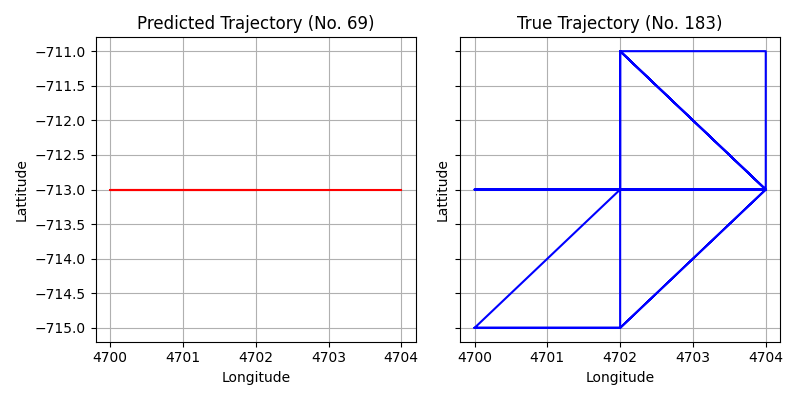 Predicted Trajectory (No. 69)
True Trajectory (No. 183)
−711.0
−711.5
−712.0
−712.5
−713.0
−713.5
−714.0
−714.5
−715.0
Lattitude
Lattitude
4700 4701 4702 4703 4704
4700 4701 4702 4703 4704
Longitude
Longitude